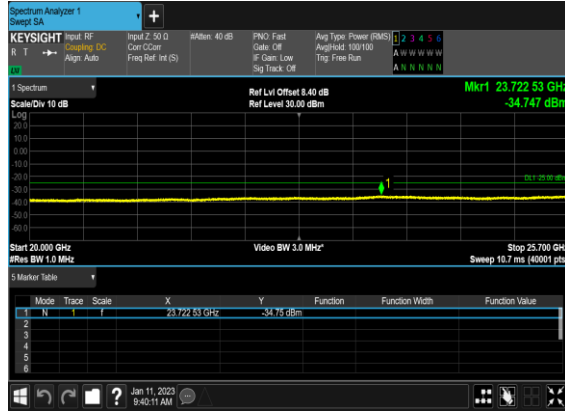 Spectrum Analyzer 1
Swept SA
+
KEYSIGHT Input: RF Input Z: 50 Ω #Atten: 40 dB PNO: Fast Avg Type: Power (RMS) 1 2 3 4 5 6
R T Coupling: DC Corr CCorr Gate: Off Avg|Hold: 100/100 A W W W W W
Align: Auto Freq Ref: Int (S) IF Gain: Low Trig: Free Run
Sig Track: Off A N N N N N
1 Spectrum Ref Lvl Offset 8.40 dB Mkr1 23.722 53 GHz
Scale/Div 10 dB Ref Level 30.00 dBm -34.747 dBm
Log
20.0
10.0
0.00
-10.0
-20.0
1
DL1 -25.00 dBm
-30.0
-40.0
-50.0
-60.0
Start 20.000 GHz Video BW 3.0 MHz* Stop 25.700 GHz
#Res BW 1.0 MHz Sweep 10.7 ms (40001 pts)
5 Marker Table
Mode Trace Scale X Y Function Function Width Function Value
1 N 1 f 23.722 53 GHz -34.75 dBm
2
3
4
5
6
? Jan 11, 2023
9:40:11 AM